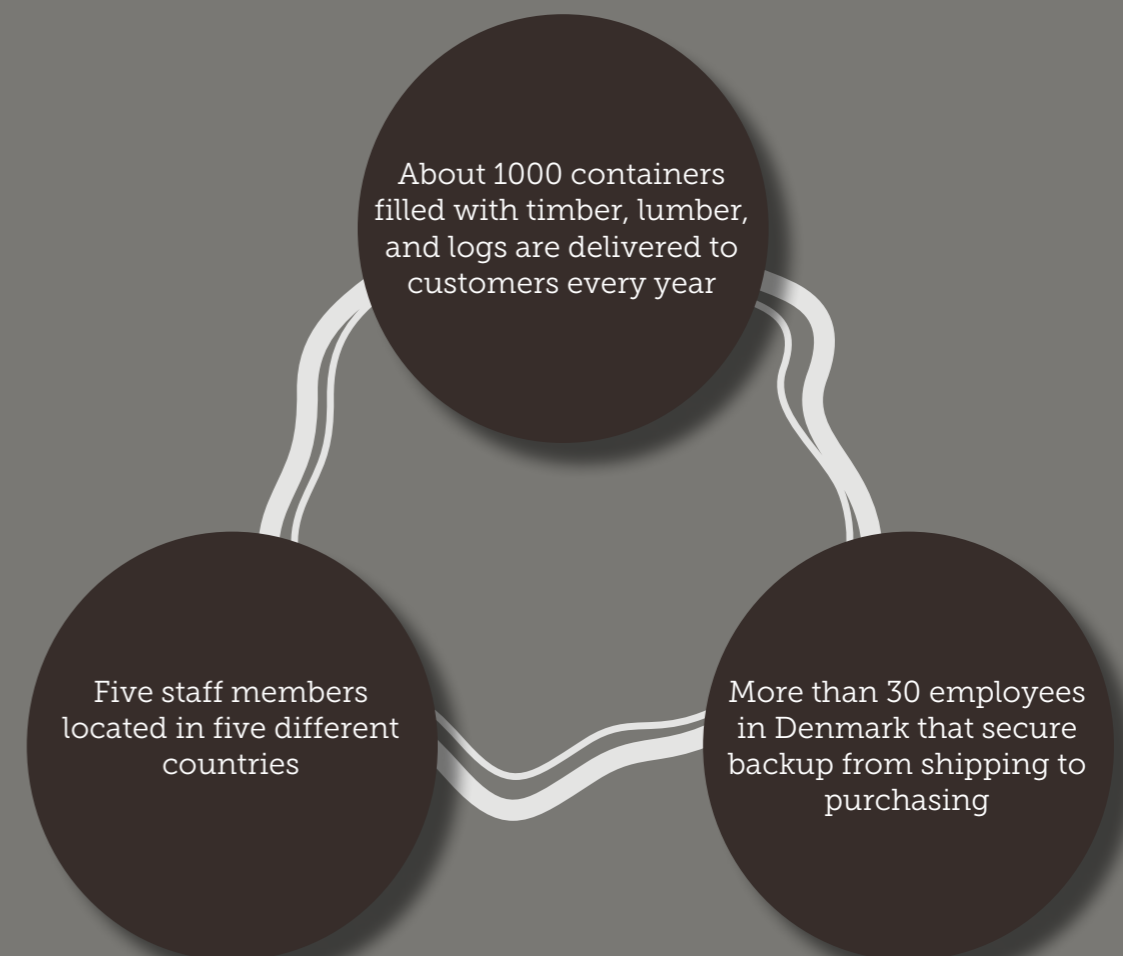 About 1000 containers
filled with timber, lumber,
and logs are delivered to
customers every year
Five staff members
located in five different
countries
More than 30 employees
in Denmark that secure
backup from shipping to
purchasing